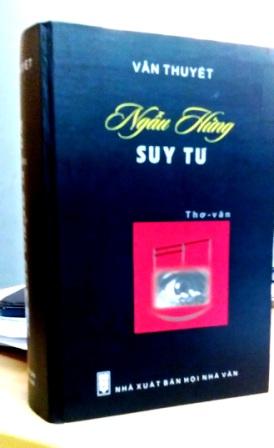 VĂN THUYẾT
Ngẫu Hứng
SUY TƯ
Thơ-văn
NHÀ XUẤT BẢN HỘI NHÀ VĂN